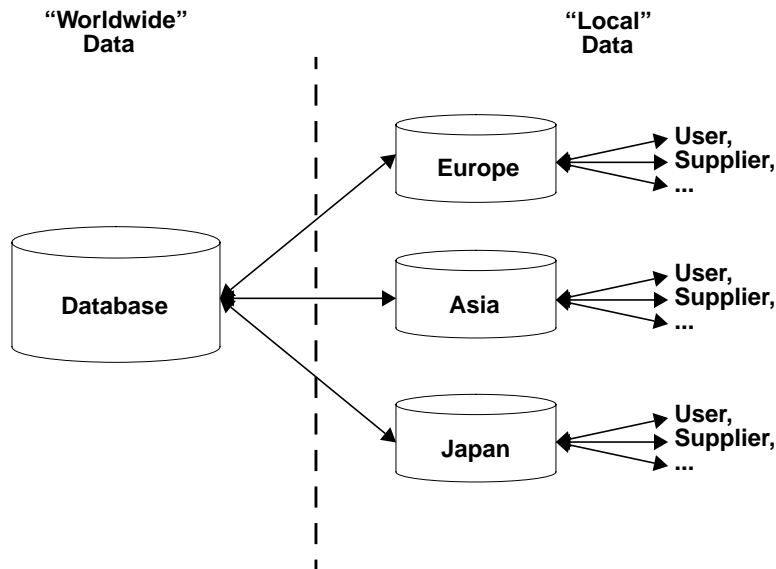 “Worldwide”
Data
“Local”
Data
Database
Europe
User,
Supplier,
...
Asia
User,
Supplier,
...
Japan
User,
Supplier,
...